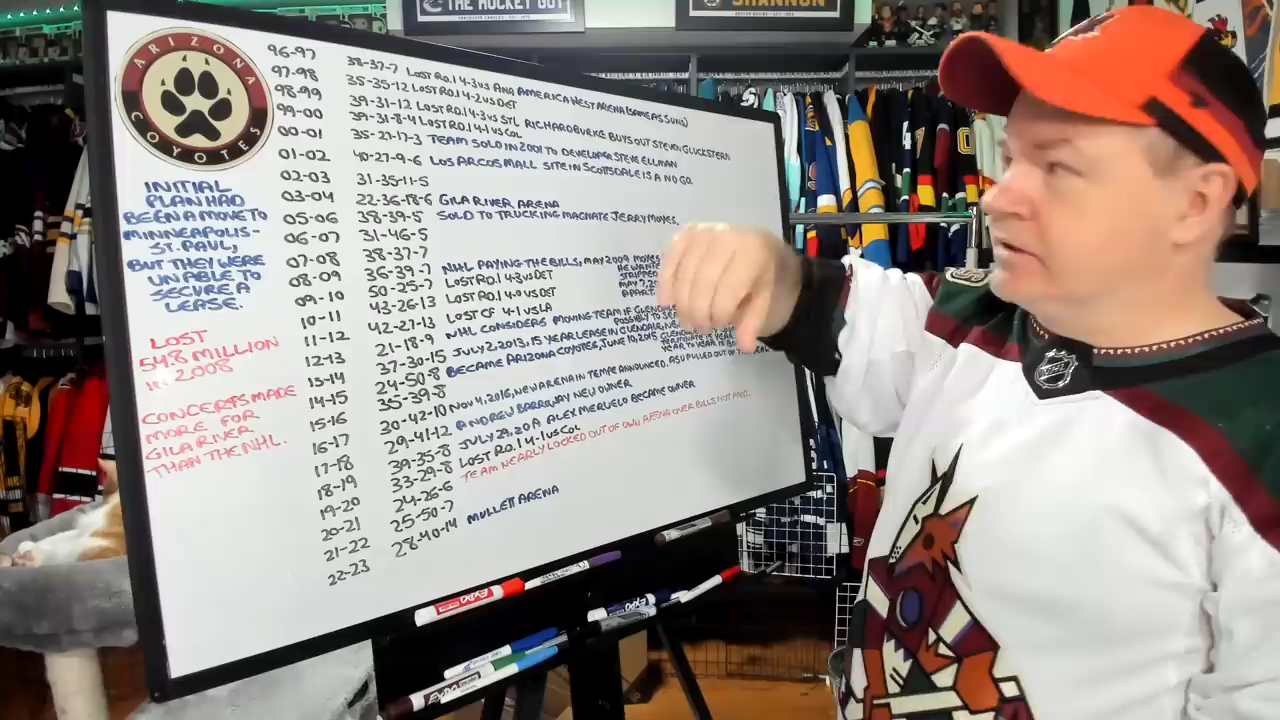 THE HOCKEY GUY
SHANNON
ARIZONA
COYOTES
INITIAL
PLAN HAD
BEEN A MOVE TO
MINNEAPOLIS-
ST. PAUL,
BUT THEY WERE
UNABLE TO
SECURE A
LEASE.
LOST
548 MILLION
IN 2008
CONCERTS MADE
MORE FOR
GILA RIVER
THAN THE NHL.
96-97 38-37-7 LOST RD.1 4-3 VS ANA AMERICA WEST ARENA (SAME AS SUNS)
97-98 35-35-12 LOST RD.1 4-2 VS DET
98-99 39-31-12 LOST RD.1 4-3 VS STL RICHARD BURKE BUYS OUT STEVEN GLUCKSTERN
99-00 39-31-8-4 LOST RD.1 4-1 VS COL
00-01 35-27-17-3 TEAM SOLD IN 2001 TO DEVELOPER STEVE ELLMAN
01-02 40-27-9-6 LOS ARCOS MALL SITE IN SCOTTSDALE IS A NO GO.
02-03 31-35-11-5
03-04 22-36-18-6 GILA RIVER ARENA
05-06 38-39-5 SOLD TO TRUCKING MAGNATE JERRY MOYES.
06-07 31-46-5
07-08 38-37-7
08-09 36-39-7 NHL PAYING THE BILLS, MAY 2009 MOYES
09-10 50-25-7 LOST RD.1 4-3 VS DET
10-11 43-26-13 LOST RD.1 4-0 VS DET
11-12 42-27-13 LOST CF 4-1 VS LA
12-13 21-18-9 NHL CONSIDERS MOVING TEAM IF GLENDALE
13-14 37-30-15 JULY 2, 2013, 15 YEAR LEASE IN GLENDALE,
14-15 24-50-8 BECAME ARIZONA COYOTES, JUNE 10, 2015
15-16 35-39-8
16-17 30-42-10 NOV 4, 2016, NEW ARENA IN TEMPE ANNOUNCED. ASU PULLED OUT OF THE DEAL
17-18 29-41-12 ANDREW BARROWAY NEW OWNER
18-19 39-35-8 JULY 29, 20 A ALEX MERUELO BECAME OWNER
19-20 33-29-8 LOST RD.1 4-1 VS COL
20-21 24-26-6 TEAM NEARLY LOCKED OUT OF OWN ARENA OVER BILLS NOT PAID.
21-22 25-50-7
22-23 28-40-14 MULLETT ARENA
EXPO
EXPO
EXPO
NHL